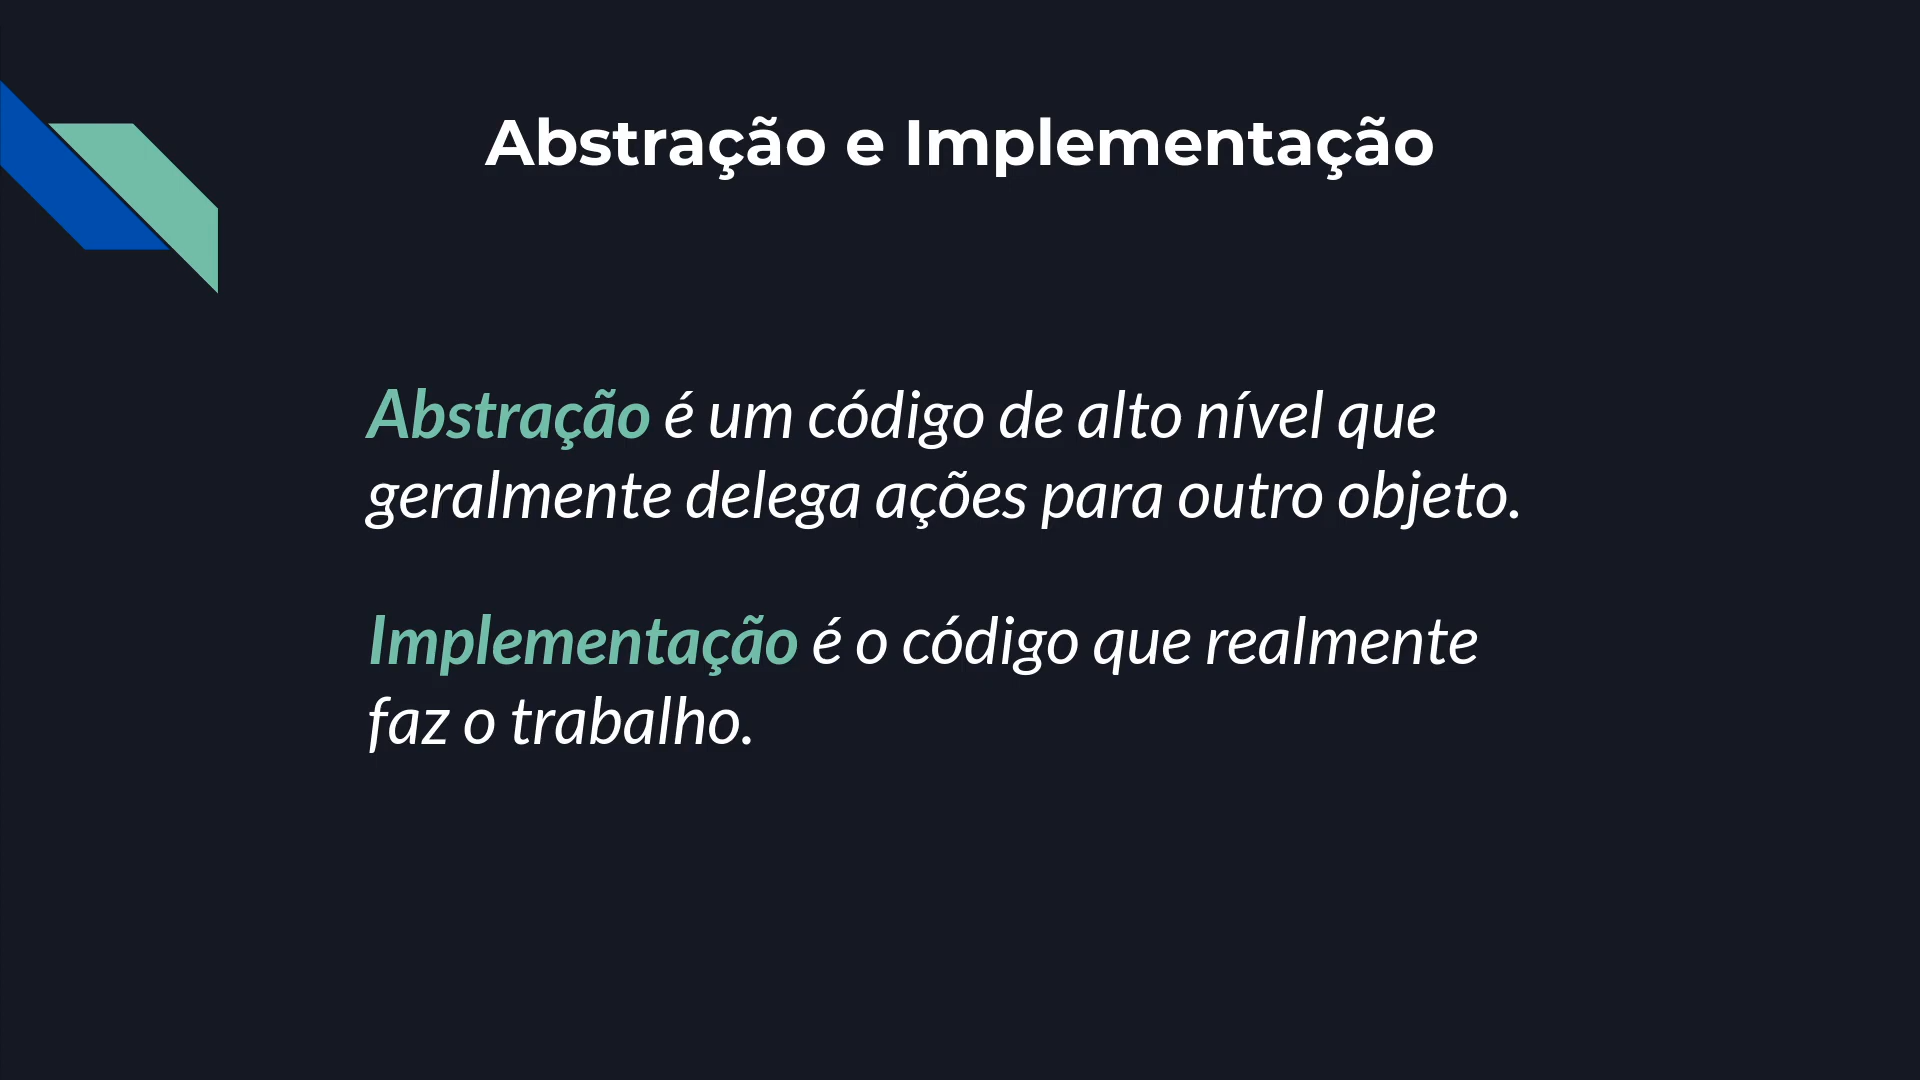 Abstração e Implementação
Abstração é um código de alto nível que
geralmente delega ações para outro objeto.
Implementação é o código que realmente
faz o trabalho.